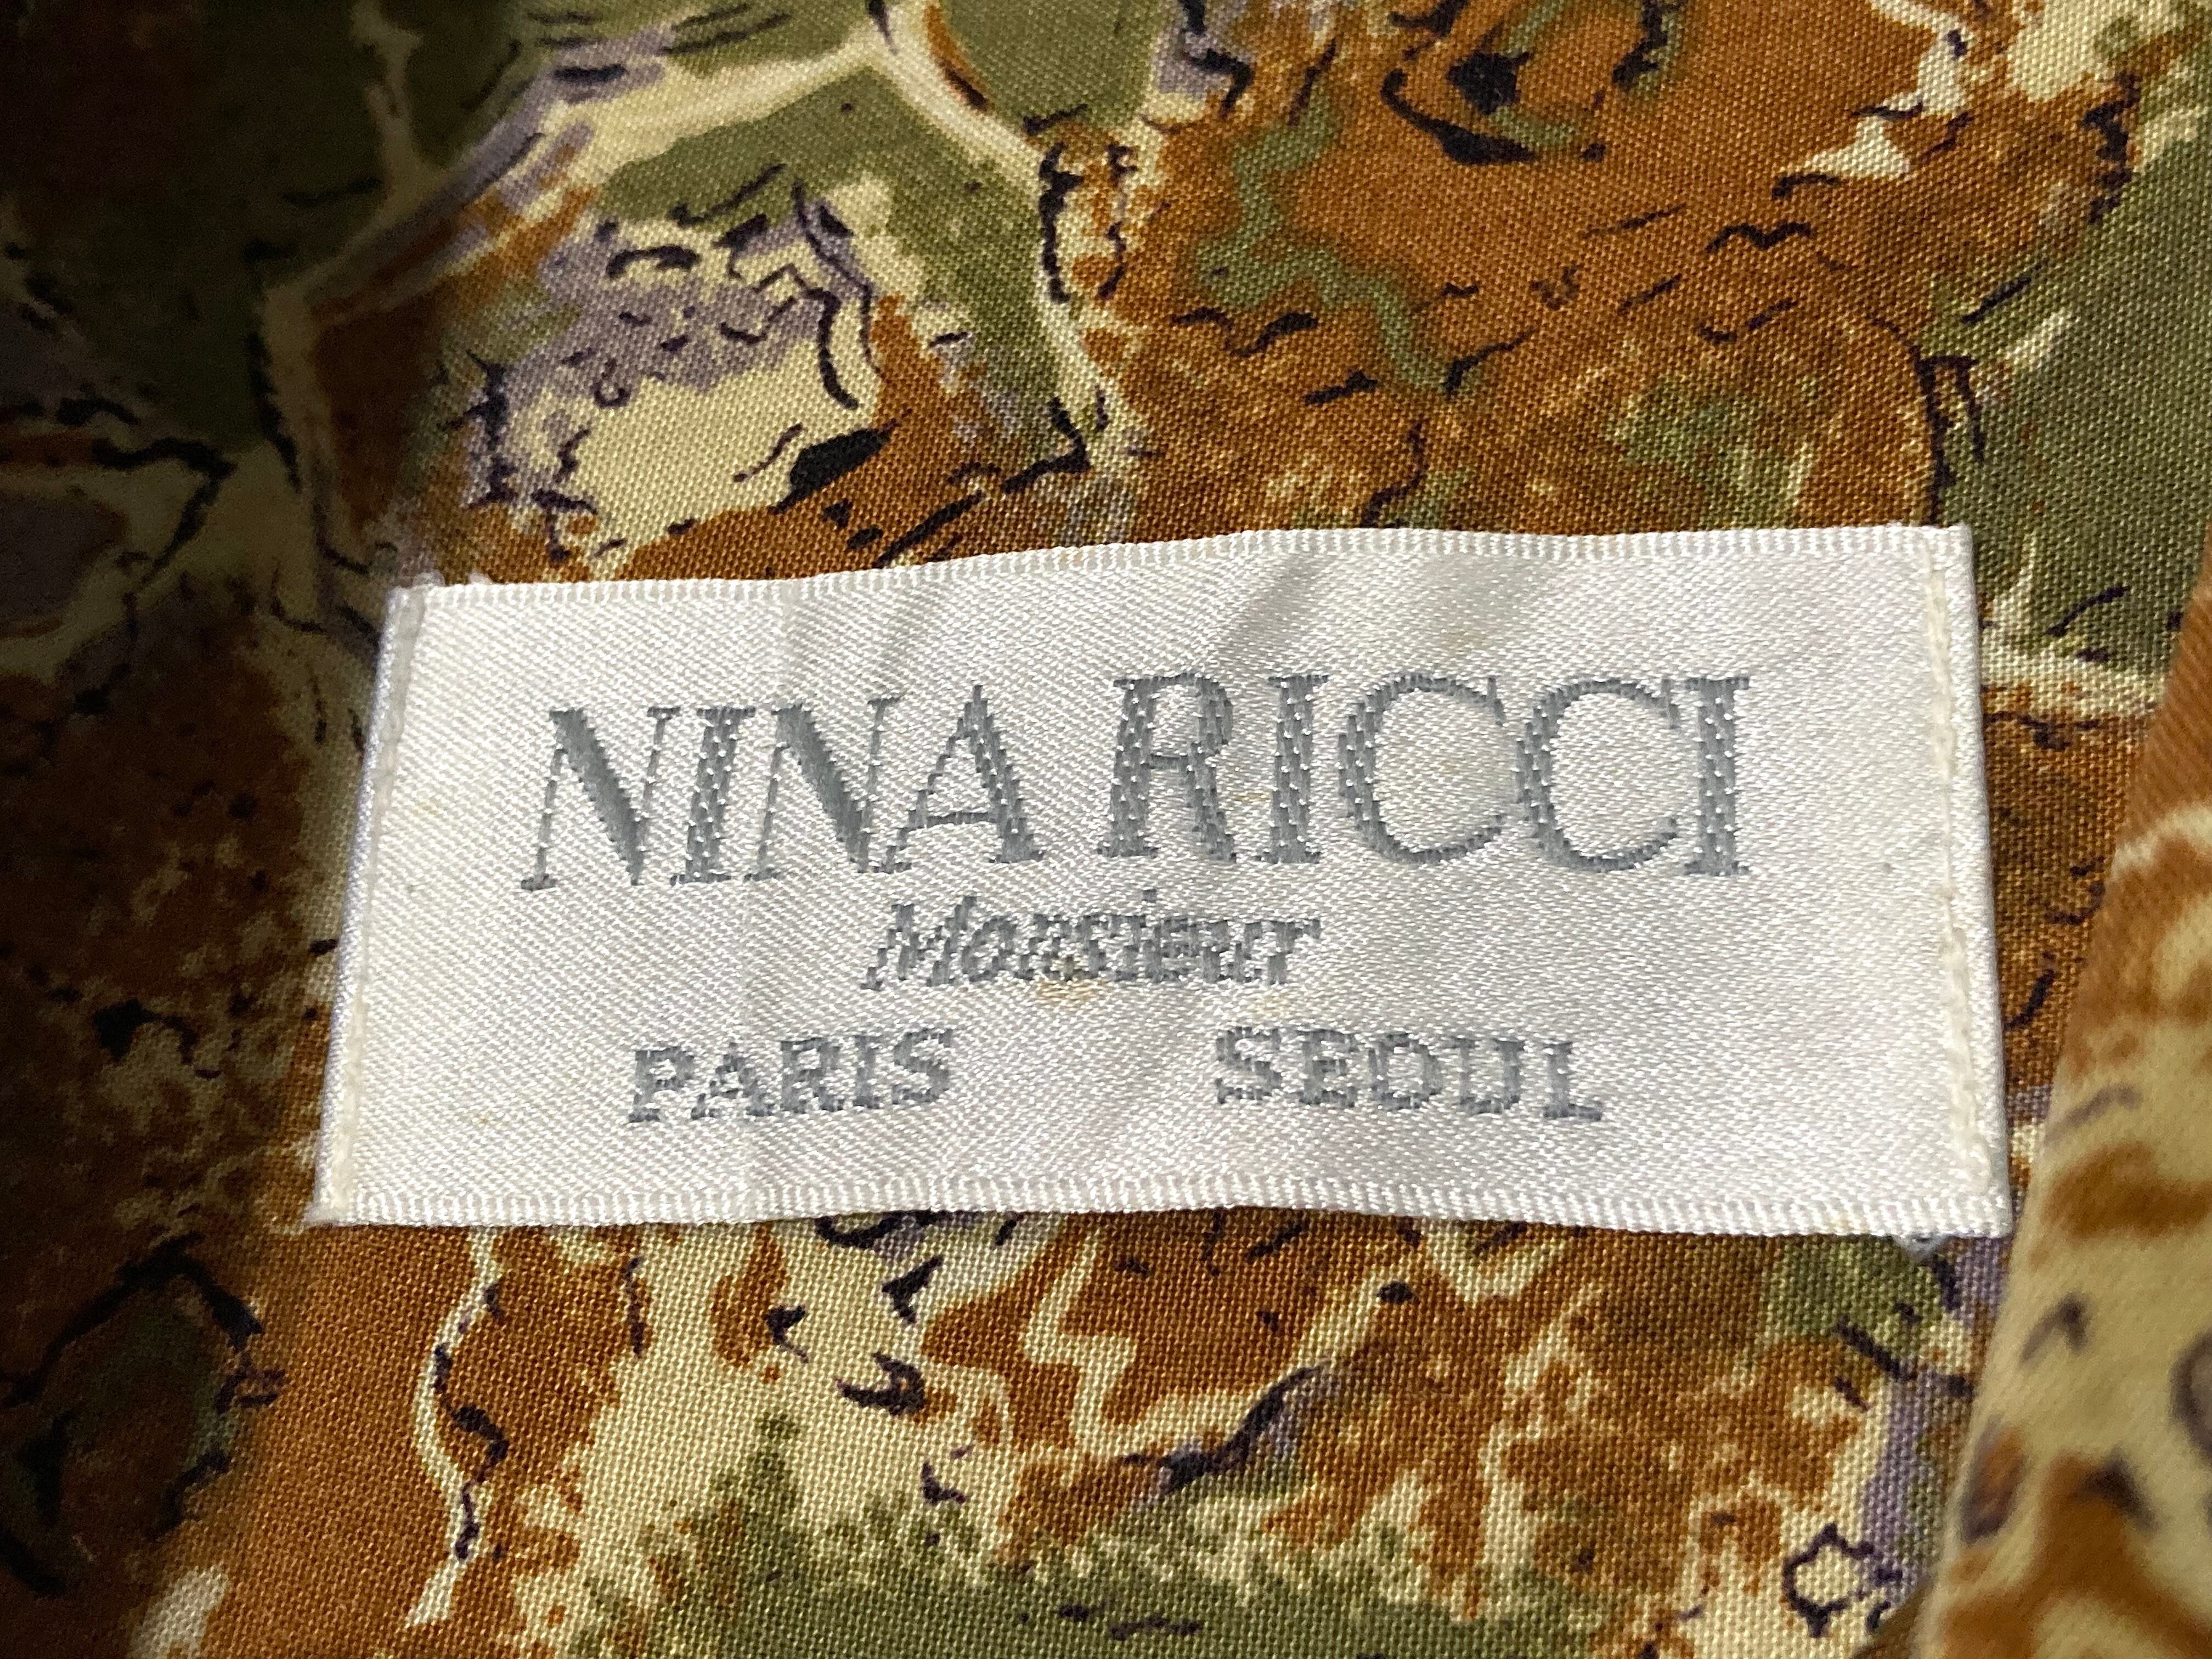 NINA RICCI
Monsieur
PARIS SEOUL